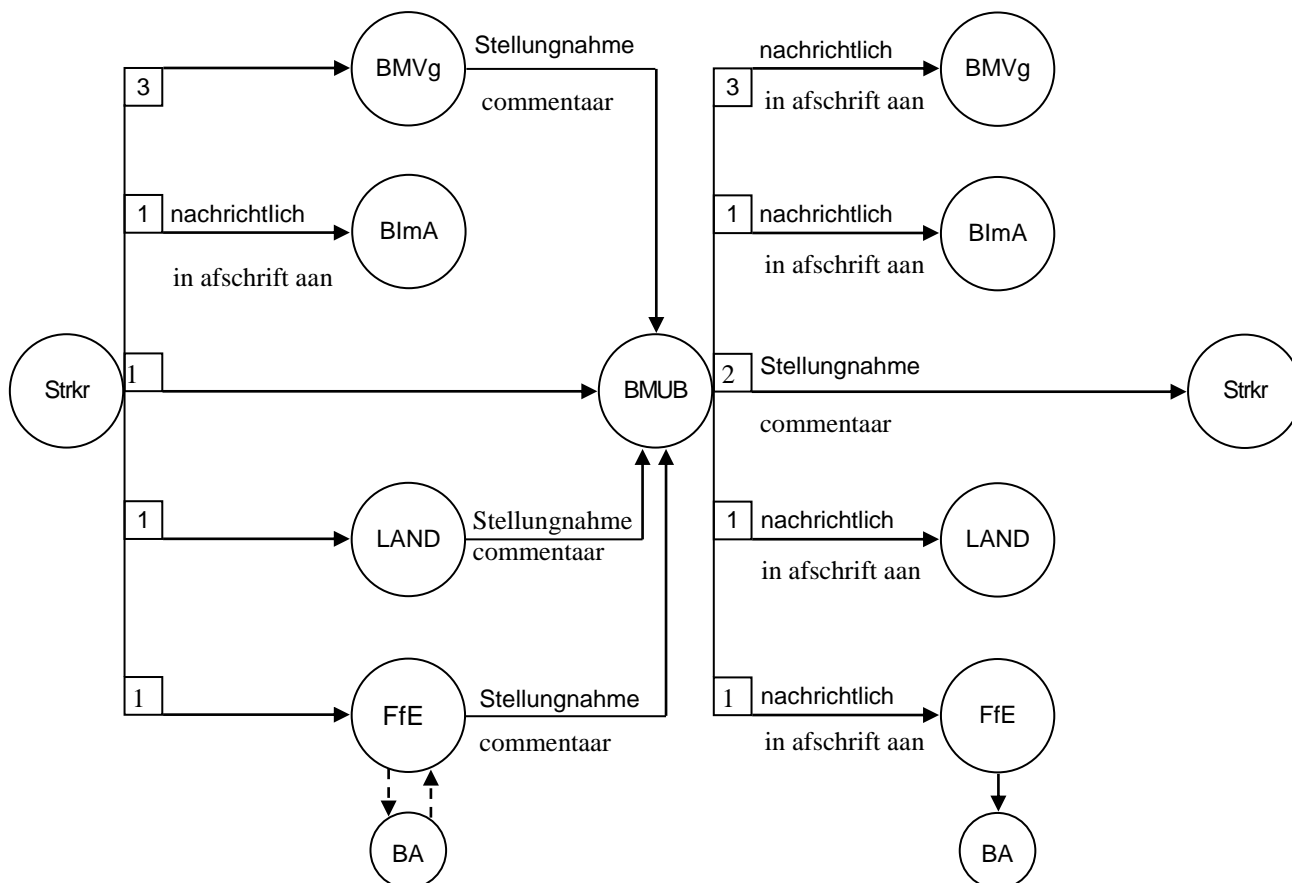 BMVg
Stellungnahme
3
commentaar
nachrichtlich
BMVg
3
in afschrift aan
1
nachrichtlich
BImA
in afschrift aan
1
nachrichtlich
BImA
in afschrift aan
Strkr
1
BMUB
2
Stellungnahme
commentaar
Strkr
1
LAND
Stellungnahme
commentaar
1
nachrichtlich
LAND
in afschrift aan
1
FfE
Stellungnahme
commentaar
1
nachrichtlich
FfE
in afschrift aan
BA
BA